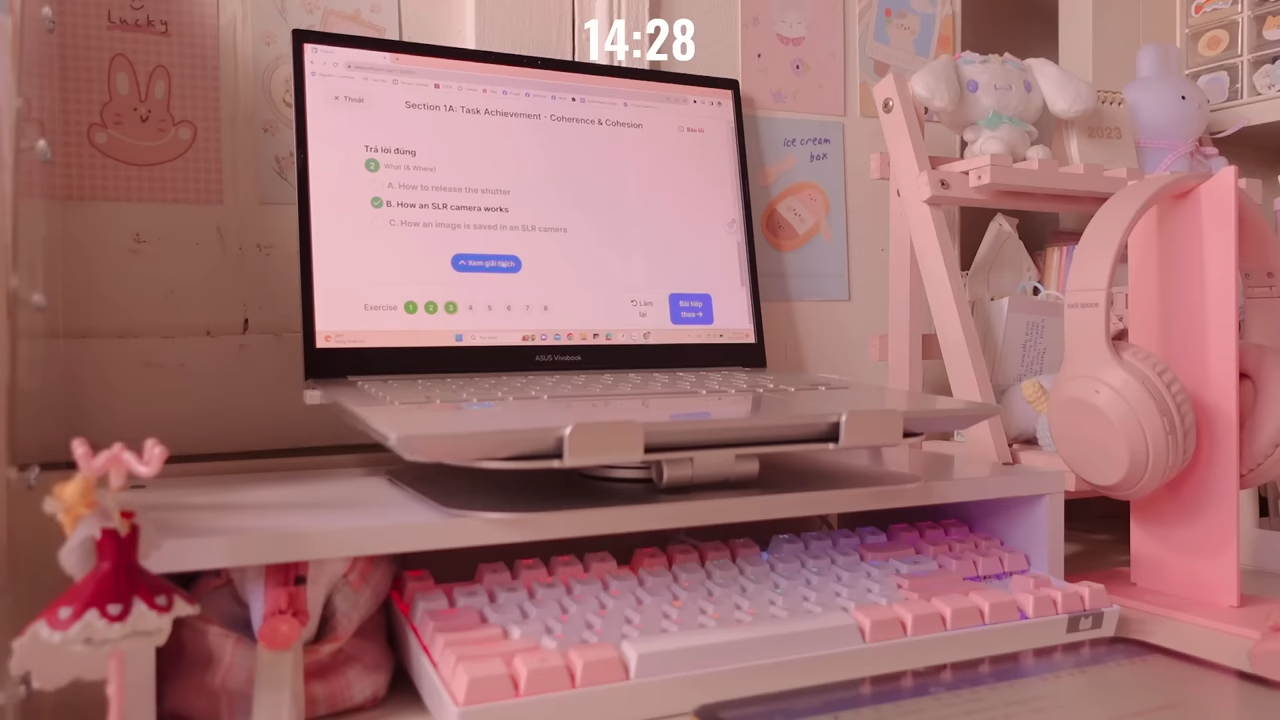 Lucky
14:28
Thoát
Section 1A: Task Achievement - Coherence & Cohesion
Báo lỗi
Trả lời đúng
2 What (& Where)
A. How to release the shutter
B. How an SLR camera works
C. How an image is saved in an SLR camera
Xem giải thích
Exercise 1 2 3 4 5 6 7 8
Làm lại
Bài tiếp theo
ASUS Vivobook
ice cream
box
2023
rock space